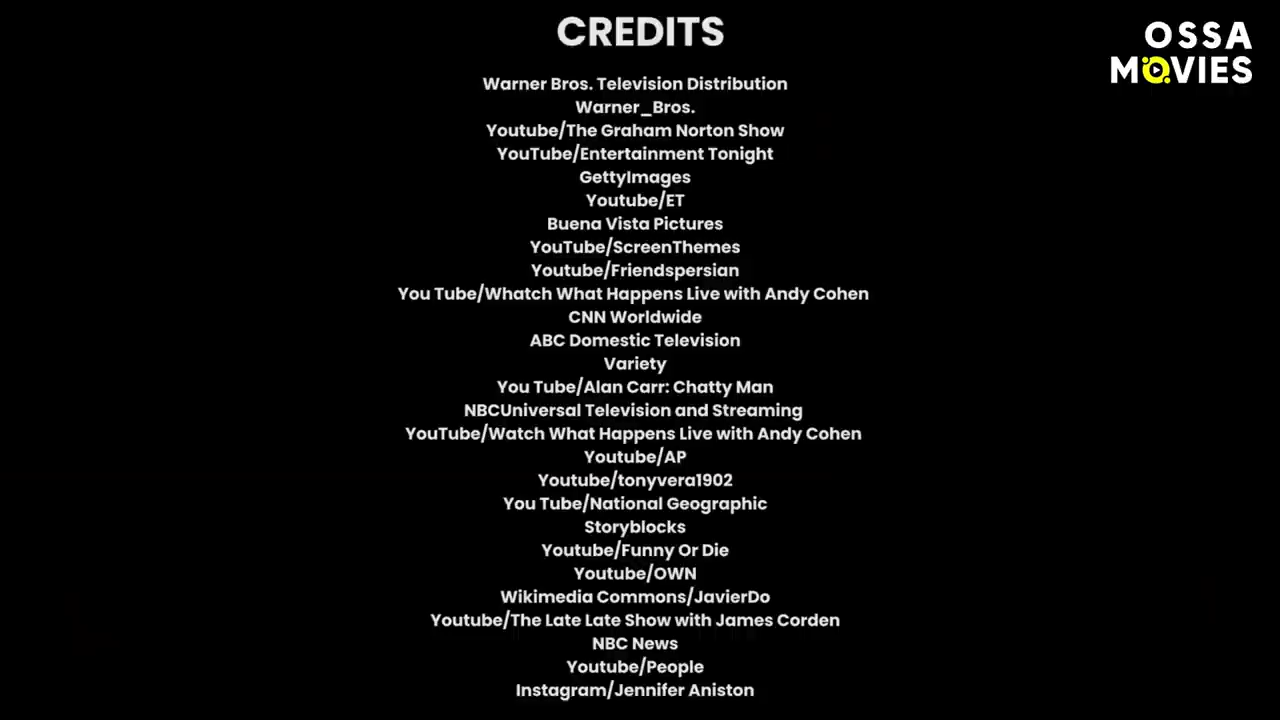 CREDITS
OSSA
MOVIES
Warner Bros. Television Distribution
Warner_Bros.
Youtube/The Graham Norton Show
YouTube/Entertainment Tonight
GettyImages
Youtube/ET
Buena Vista Pictures
YouTube/ScreenThemes
Youtube/Friendspersian
You Tube/Whatch What Happens Live with Andy Cohen
CNN Worldwide
ABC Domestic Television
Variety
You Tube/Alan Carr: Chatty Man
NBCUniversal Television and Streaming
YouTube/Watch What Happens Live with Andy Cohen
Youtube/AP
Youtube/tonyvera1902
You Tube/National Geographic
Storyblocks
Youtube/Funny Or Die
Youtube/OWN
Wikimedia Commons/JavierDo
Youtube/The Late Late Show with James Corden
NBC News
Youtube/People
Instagram/Jennifer Aniston